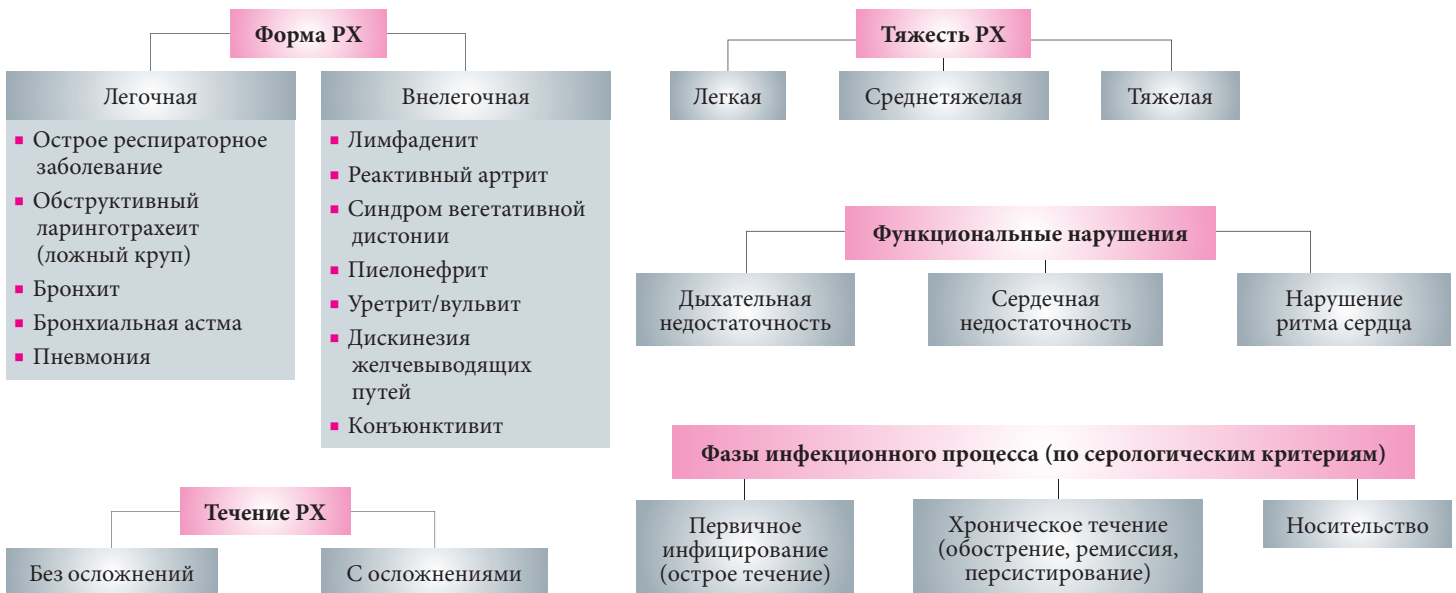 Форма РХ
Легочная
▪ Острое респираторное
заболевание
▪ Обструктивный
ларинготрахеит
(ложный круп)
▪ Бронхит
▪ Бронхиальная астма
▪ Пневмония
Внелегочная
▪ Лимфаденит
▪ Реактивный артрит
▪ Синдром вегетативной
дистонии
▪ Пиелонефрит
▪ Уретрит/вульвит
▪ Дискинезия
желчевыводящих
путей
▪ Конъюнктивит
Течение РХ
Без осложнений
С осложнениями
Тяжесть РХ
Легкая
Среднетяжелая
Тяжелая
Функциональные нарушения
Дыхательная
недостаточность
Сердечная
недостаточность
Нарушение
ритма сердца
Фазы инфекционного процесса (по серологическим критериям)
Первичное
инфицирование
(острое течение)
Хроническое течение
(обострение, ремиссия,
персистирование)
Носительство